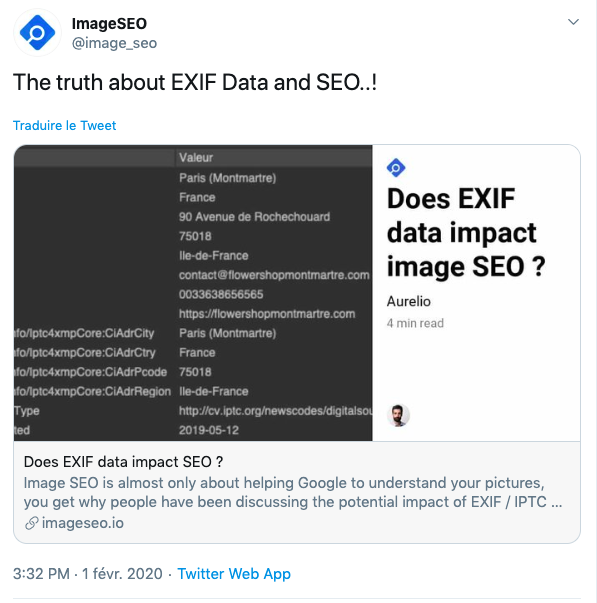 ImageSEO
@image_seo
The truth about EXIF Data and SEO..!
Traduire le Tweet
Valeur
Paris (Montmartre)
France
90 Avenue de Rochechouard
75018
Ile-de-France
contact@flowershopmontmartre.com
0033638656565
https://flowershopmontmartre.com
nfo/Iptc4xmpCore:CiAdrCity Paris (Montmartre)
nfo/Iptc4xmpCore:CiAdrCtry France
nfo/Iptc4xmpCore:CiAdrPcode 75018
nfo/Iptc4xmpCore:CiAdrRegion Ile-de-France
Type http://cv.iptc.org/newscodes/digitalsou
ted 2019-05-12
Does EXIF
data impact
image SEO ?
Aurelio
4 min read
Does EXIF data impact SEO ?
Image SEO is almost only about helping Google to understand your pictures,
you get why people have been discussing the potential impact of EXIF / IPTC ...
imageseo.io
3:32 PM · 1 févr. 2020 · Twitter Web App